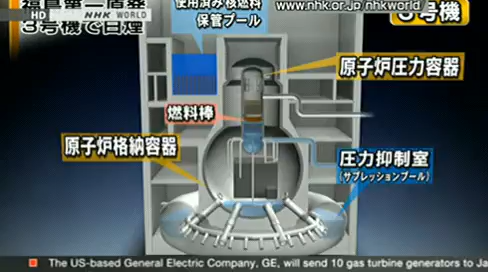 HD NHK WORLD
www.nhk.or.jp/nhkworld
福島第一原発
3号機で白煙
使用済み核燃料
保管プール
3号機
原子炉圧力容器
燃料棒
原子炉格納容器
圧力抑制室
(サプレッションプール)
The US-based General Electric Company, GE, will send 10 gas turbine generators to Ja